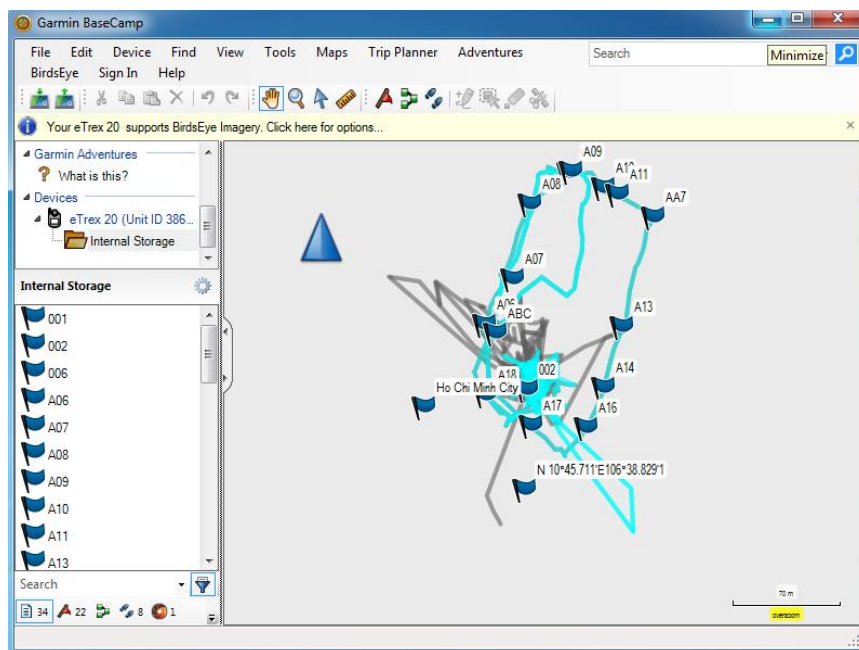 Garmin BaseCamp
File Edit Device Find View Tools Maps Trip Planner Adventures
Search
Minimize
BirdsEye Sign In Help
Your eTrex 20 supports BirdsEye Imagery. Click here for options...
Garmin Adventures
What is this?
Devices
eTrex 20 (Unit ID 386...
Internal Storage
Internal Storage
001
002
006
A06
A07
A08
A09
A10
A11
A13
Search
34 22 8 1
A09
A11
A08
AA7
A07
A06
ABC
A13
A18
002
A14
Ho Chi Minh City
A17
A16
N 10°45.711'E106°38.829'1
70 m
overzoom